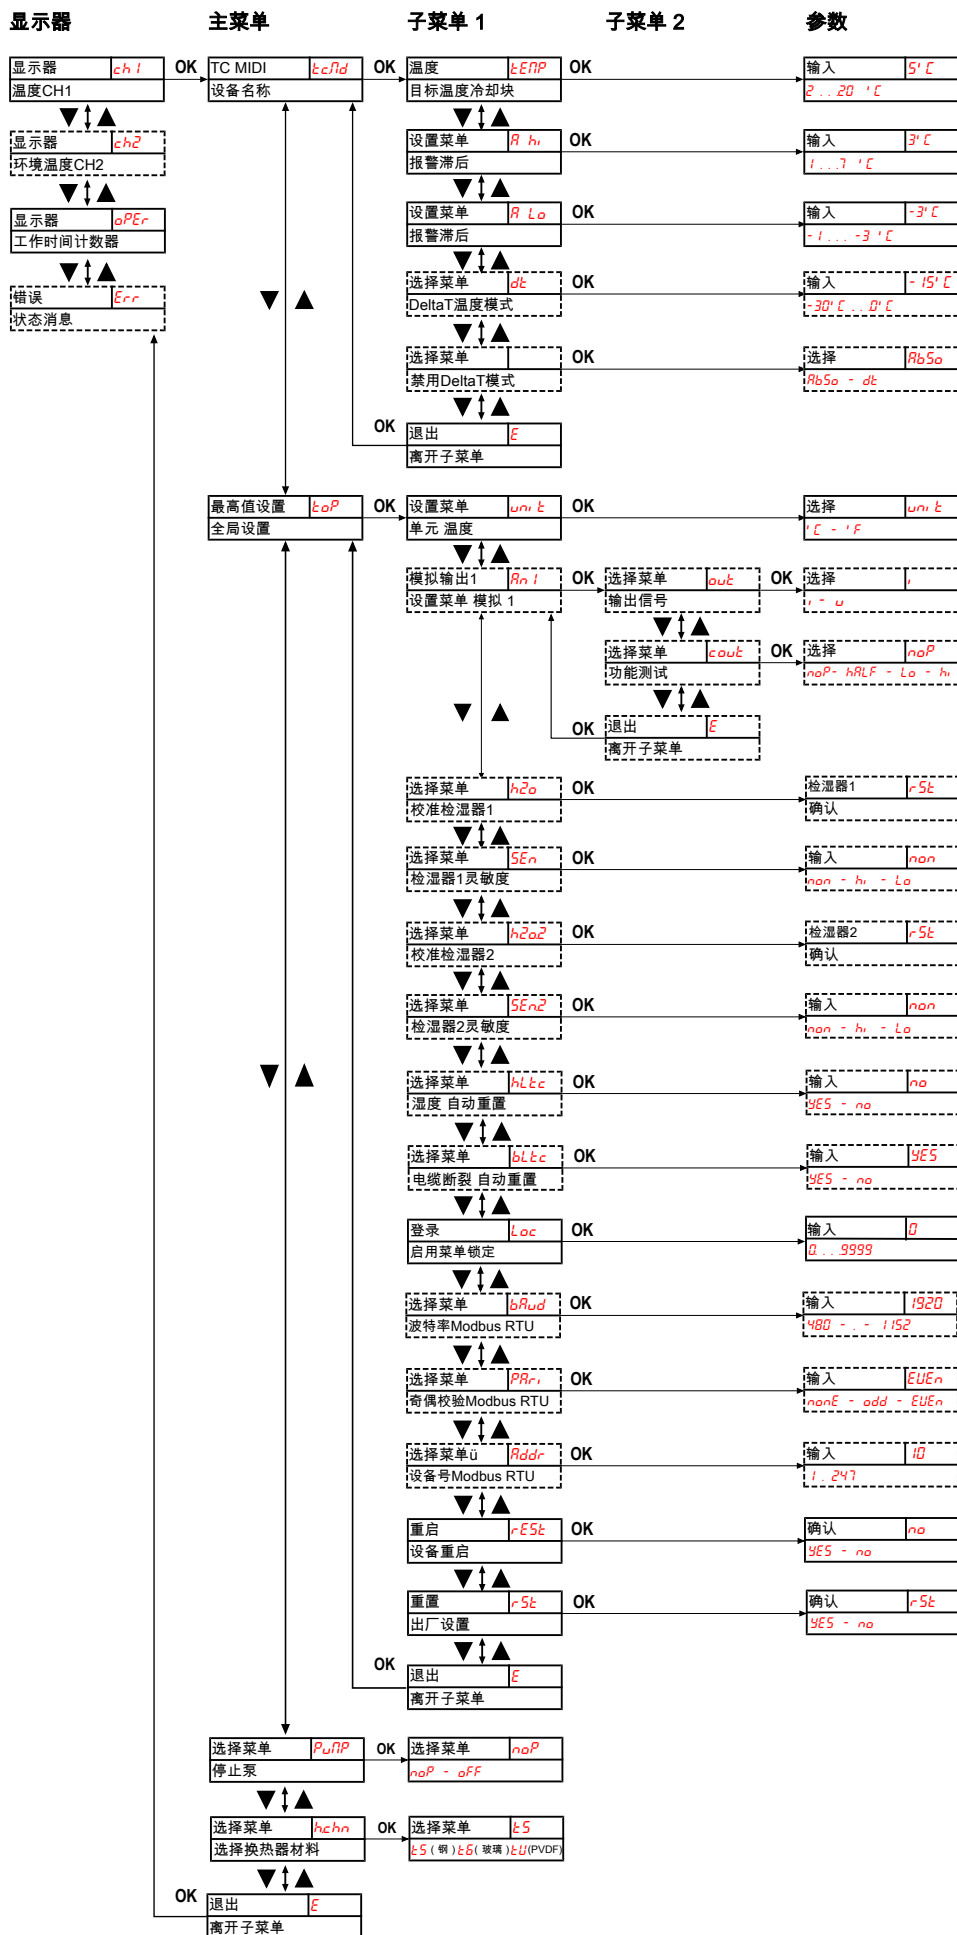 显示器 主菜单 子菜单 1 子菜单 2 参数
显示器 ch1 OK TC MIDI tcMd OK 温度 tEMP OK 输入 5°C
温度CH1 设备名称 目标温度冷却块 2 . . . 20 °C
显示器 ch2 设置菜单 A hi OK 输入 3°C
环境温度CH2 报警滞后 1 . . . 7 °C
显示器 oPEr 设置菜单 A Lo OK 输入 -3°C
工作时间计数器 报警滞后 -1 . . . . -3 °C
错误 Err 选择菜单 dt OK 输入 -15°C
状态消息 DeltaT温度模式 -30°C . . . 0°C
选择菜单 OK 选择 AbSo
禁用DeltaT模式 AbSo - dt
OK 退出 E
离开子菜单
最高值设置 toP OK 设置菜单 unit OK 选择 unit
全局设置 单元 温度 °C - °F
模拟输出1 An1 OK 选择菜单 out OK 选择 i
设置菜单 模拟 1 输出信号 i - u
选择菜单 cout OK 选择 noP
功能测试 noP - hALF - Lo - hi
OK 退出 E
离开子菜单
选择菜单 h2o OK 检湿器1 rSt
校准检湿器1 确认
选择菜单 SEn OK 输入 non
检湿器1灵敏度 non - hi - Lo
选择菜单 h2o.2 OK 检湿器2 rSt
校准检湿器2 确认
选择菜单 SEn.2 OK 输入 non
检湿器2灵敏度 non - hi - Lo
选择菜单 hLtc OK 输入 no
湿度 自动重置 YES - no
选择菜单 bLtc OK 输入 YES
电缆断裂 自动重置 YES - no
登录 Loc OK 输入 0
启用菜单锁定 0. . . .9999
选择菜单 bAud OK 输入 1920
波特率Modbus RTU 480 - . - 1152
选择菜单 PAri OK 输入 EVEn
奇偶校验Modbus RTU nonE - odd - EVEn
选择菜单ü Addr OK 输入 10
设备号Modbus RTU 1 . 247
重启 rESt OK 确认 no
设备重启 YES - no
重置 rSt OK 确认 rSt
出厂设置 YES - no
OK 退出 E
离开子菜单
选择菜单 PuMP OK 选择菜单 noP
停止泵 noP - oFF
选择菜单 h.chn OK 选择菜单 tS
选择换热器材料 tS ( 钢 ) tG ( 玻璃 ) tU (PVDF)
OK 退出 E
离开子菜单